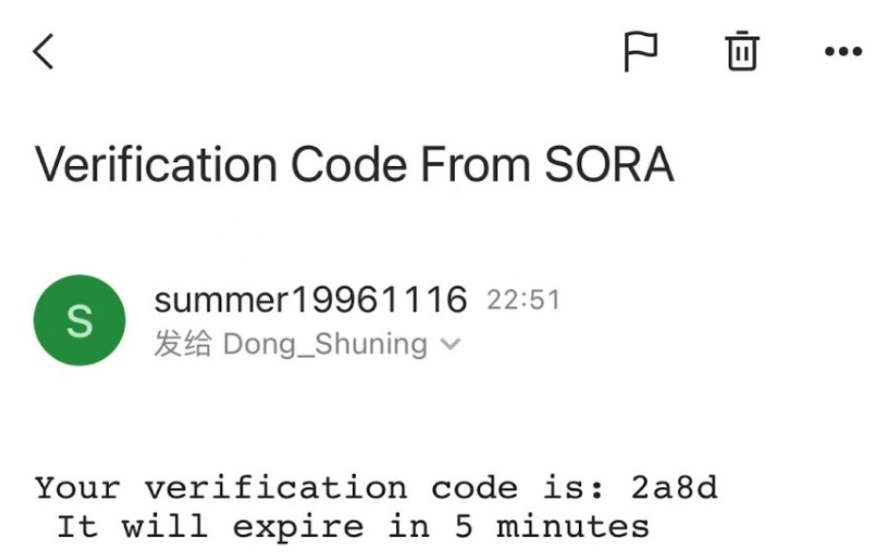 Verification Code From SORA
S
summer19961116 22:51
发给 Dong_Shuning
Your verification code is: 2a8d
It will expire in 5 minutes